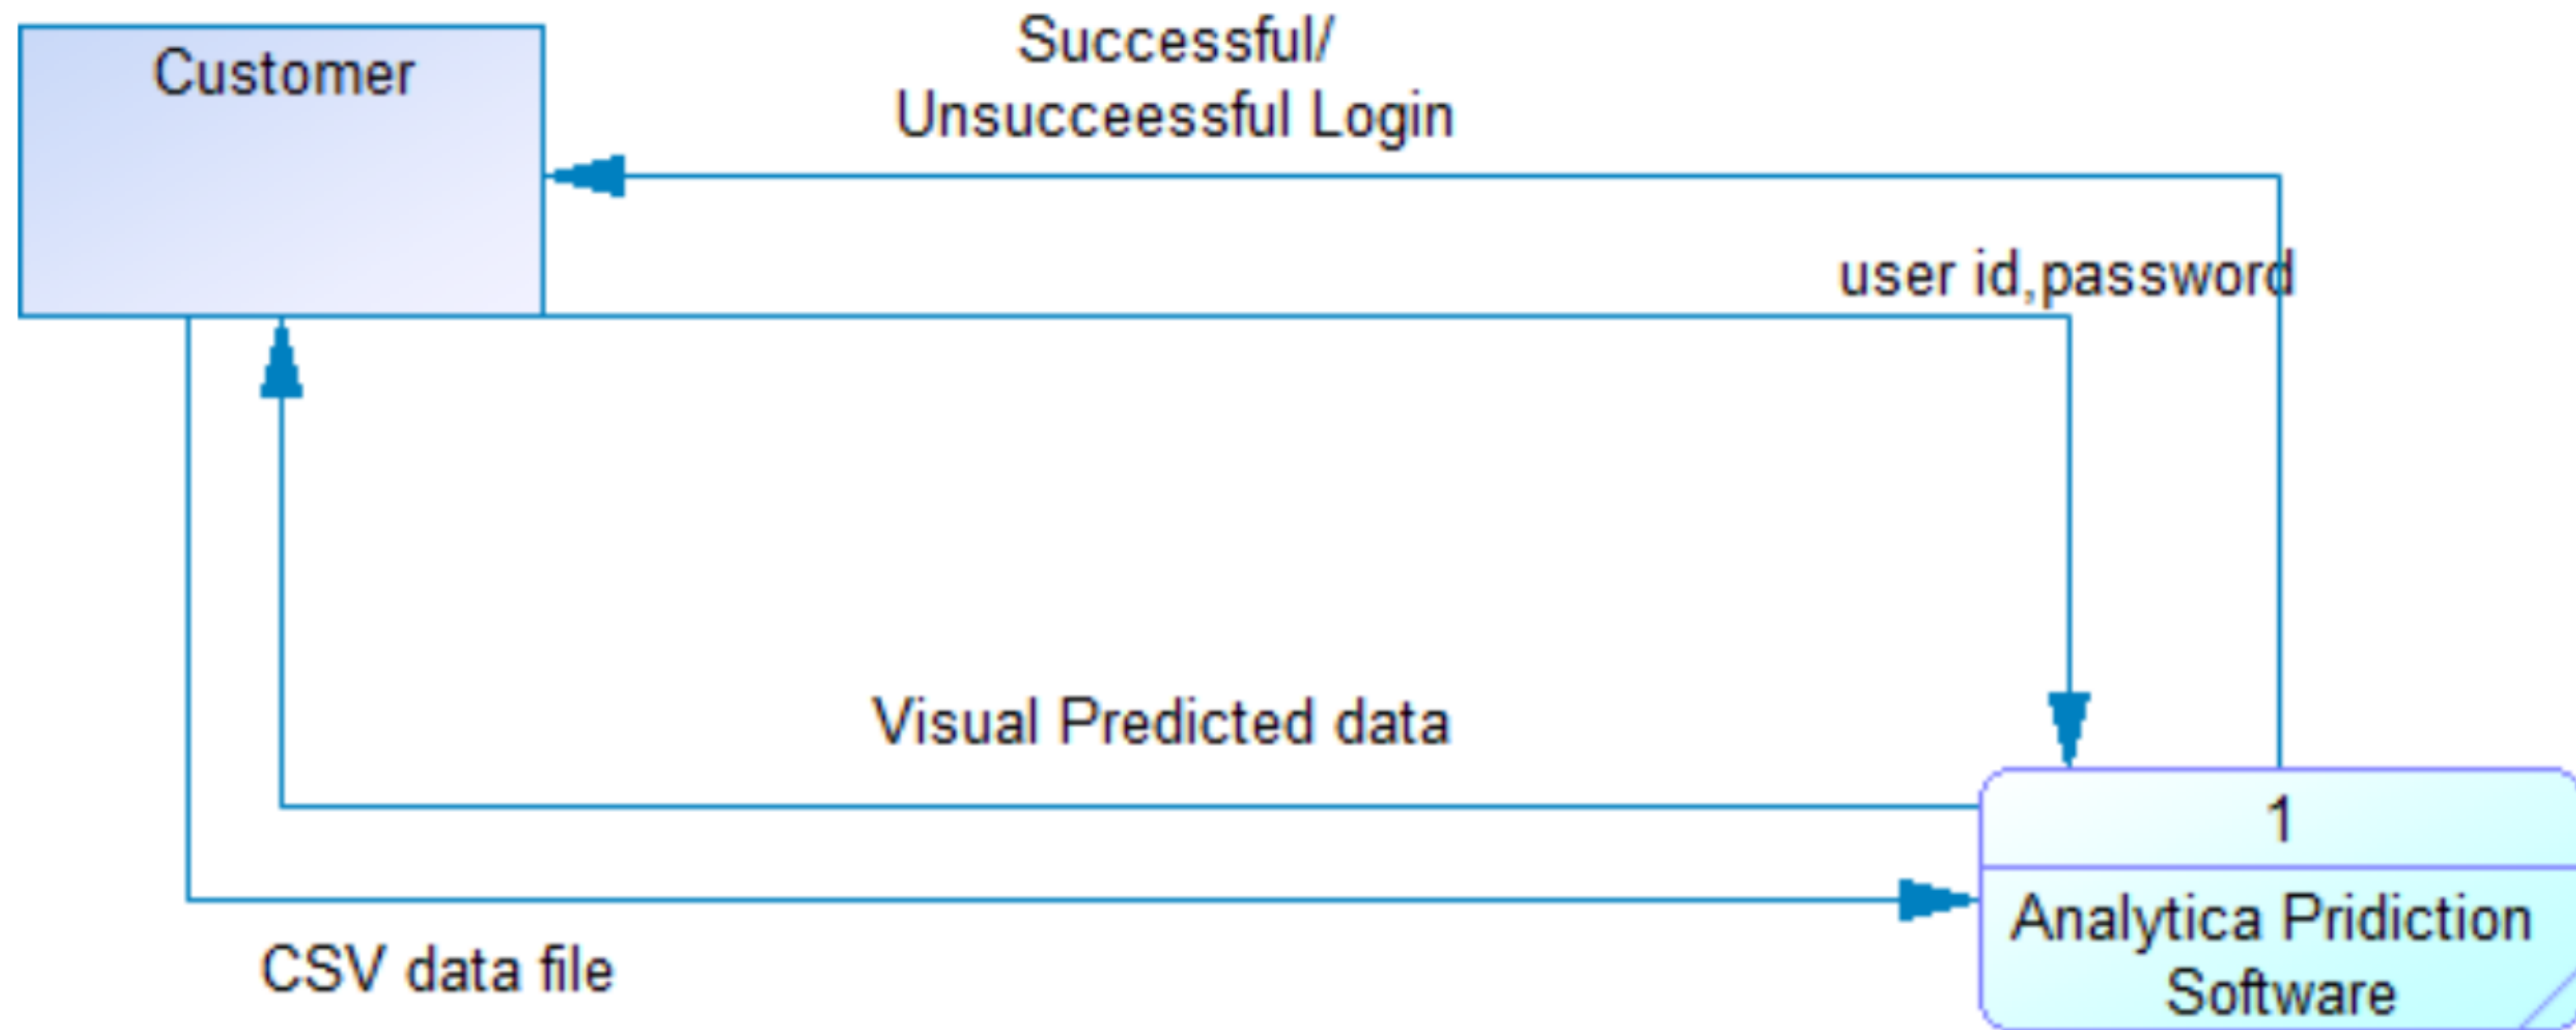 Customer
Successful/
Unsucceessful Login
user id,password
Visual Predicted data
1
Analytica Pridiction
Software
CSV data file